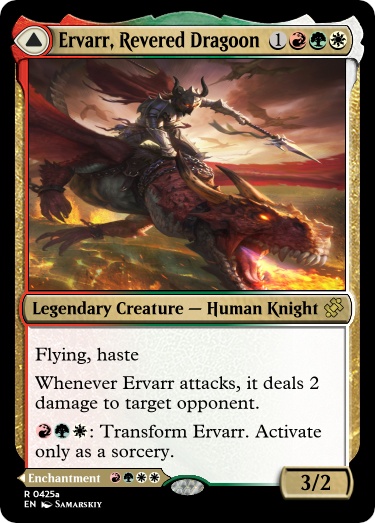 Ervarr, Revered Dragoon 1
Legendary Creature — Human Knight
Flying, haste
Whenever Ervarr attacks, it deals 2
damage to target opponent.
: Transform Ervarr. Activate
only as a sorcery.
Enchantment
3/2
R 0425a
EN SAMARSKIY